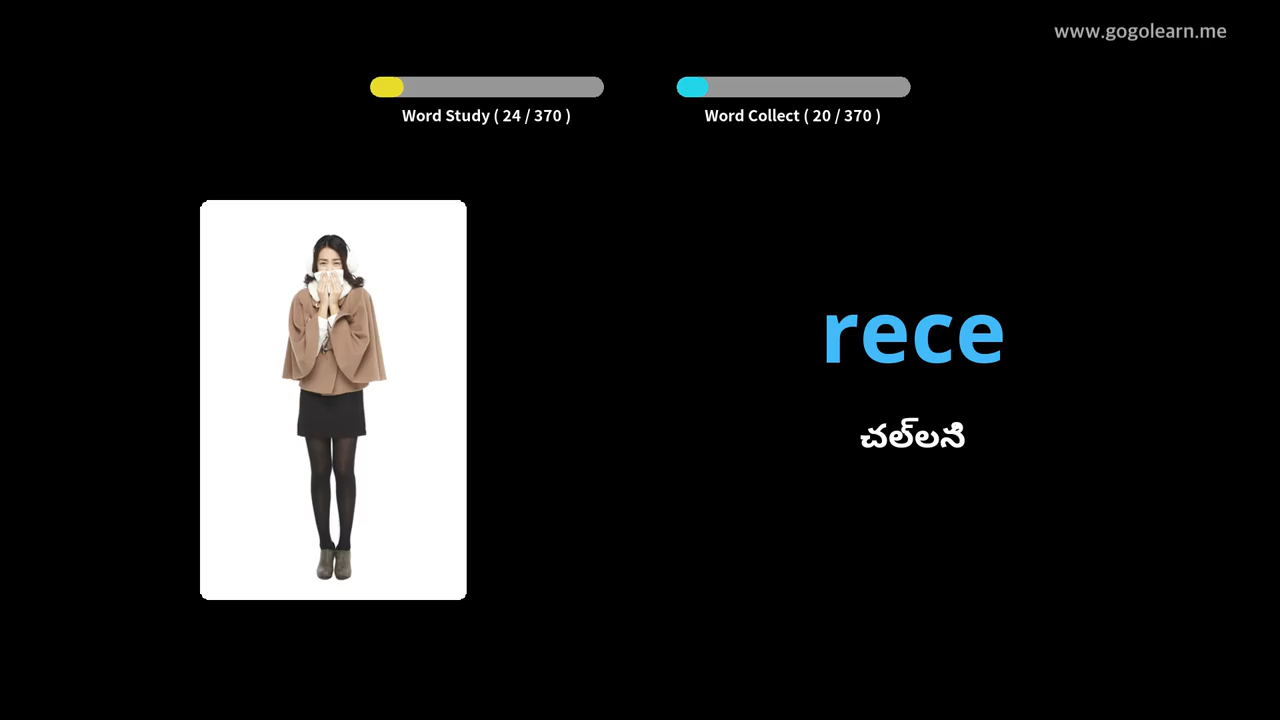 www.gogolearn.me
Word Study ( 24 / 370 )
Word Collect ( 20 / 370 )
rece
చల్‌లని